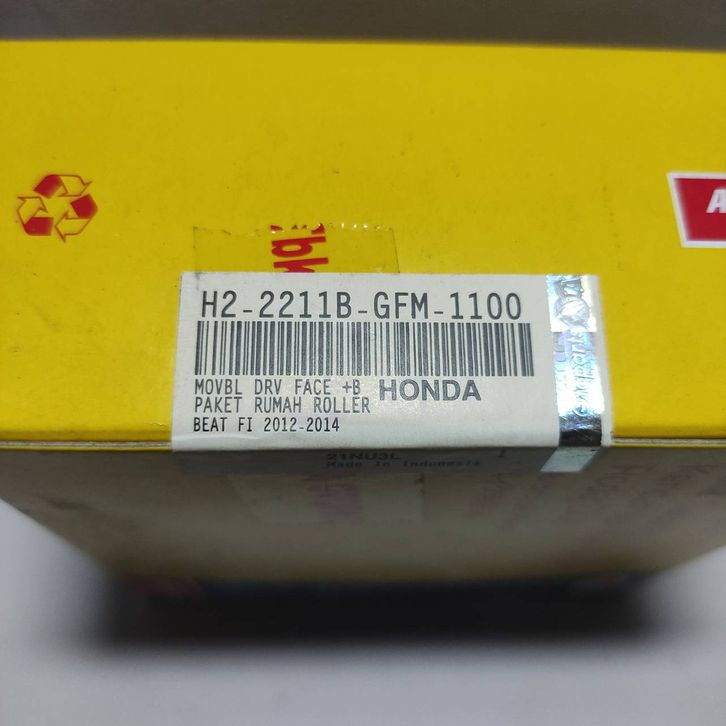 H2-2211B-GFM-1100
MOVBL DRV FACE +B
HONDA
PAKET RUMAH ROLLER
BEAT FI 2012-2014
21NU3L 1
Made In Indonesia